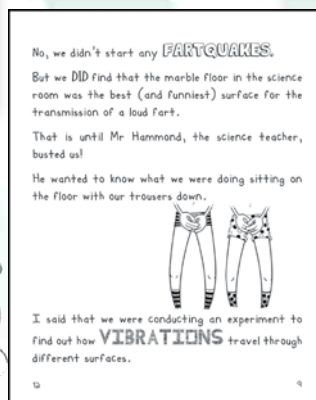 No, we didn't start any FARTQUAKES.
But we DID find that the marble floor in the science
room was the best (and funniest) surface for the
transmission of a loud fart.
That is until Mr Hammond, the science teacher,
busted us!
He wanted to know what we were doing sitting on
the floor with our trousers down.
I said that we were conducting an experiment to
find out how VIBRATIONS travel through
different surfaces.
9